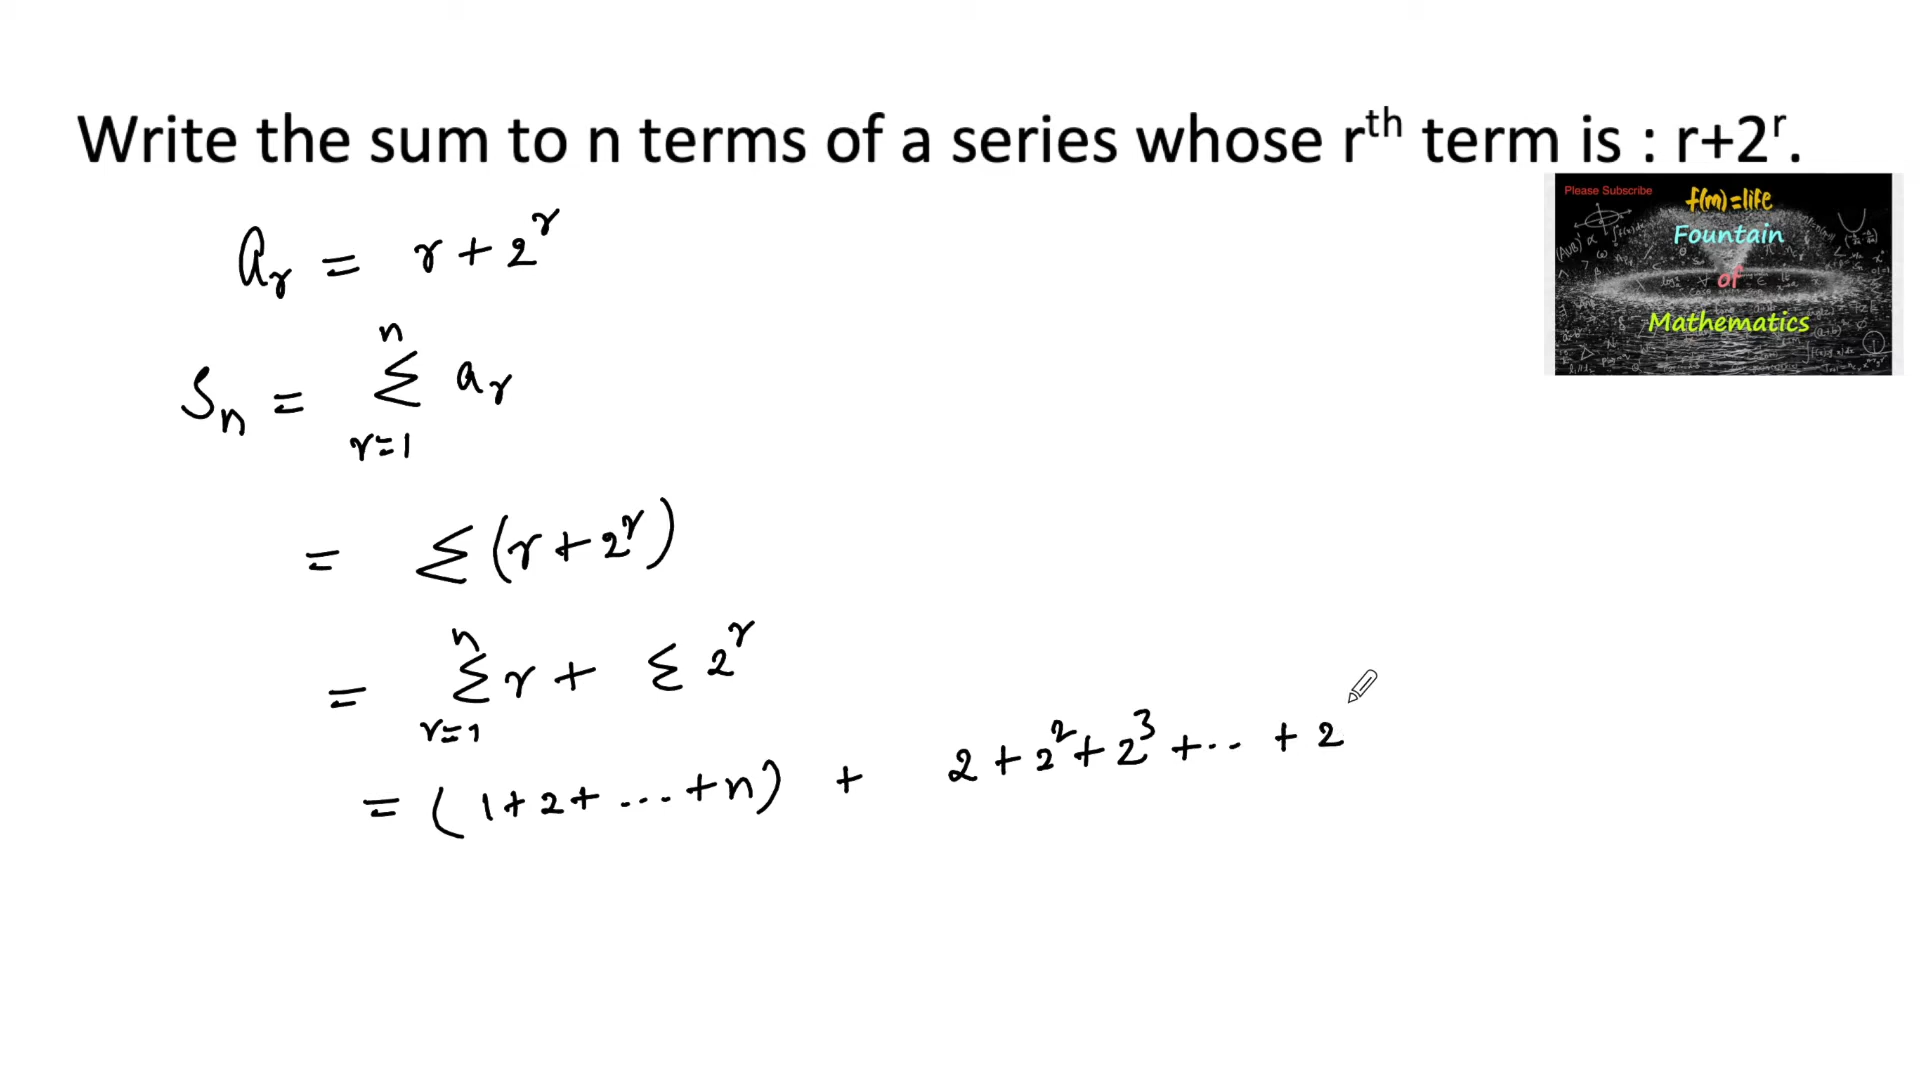 Write the sum to n terms of a series whose rᵗʰ term is : r+2ʳ.
Please Subscribe
f(m)=life
Fountain
of
Mathematics
aᵣ = r + 2ʳ
n
Sₙ = Σ aᵣ
r=1
= Σ (r + 2ʳ)
n
= Σ r + Σ 2ʳ
r=1
= (1 + 2 + ... + n) + 2 + 2² + 2³ + ... + 2